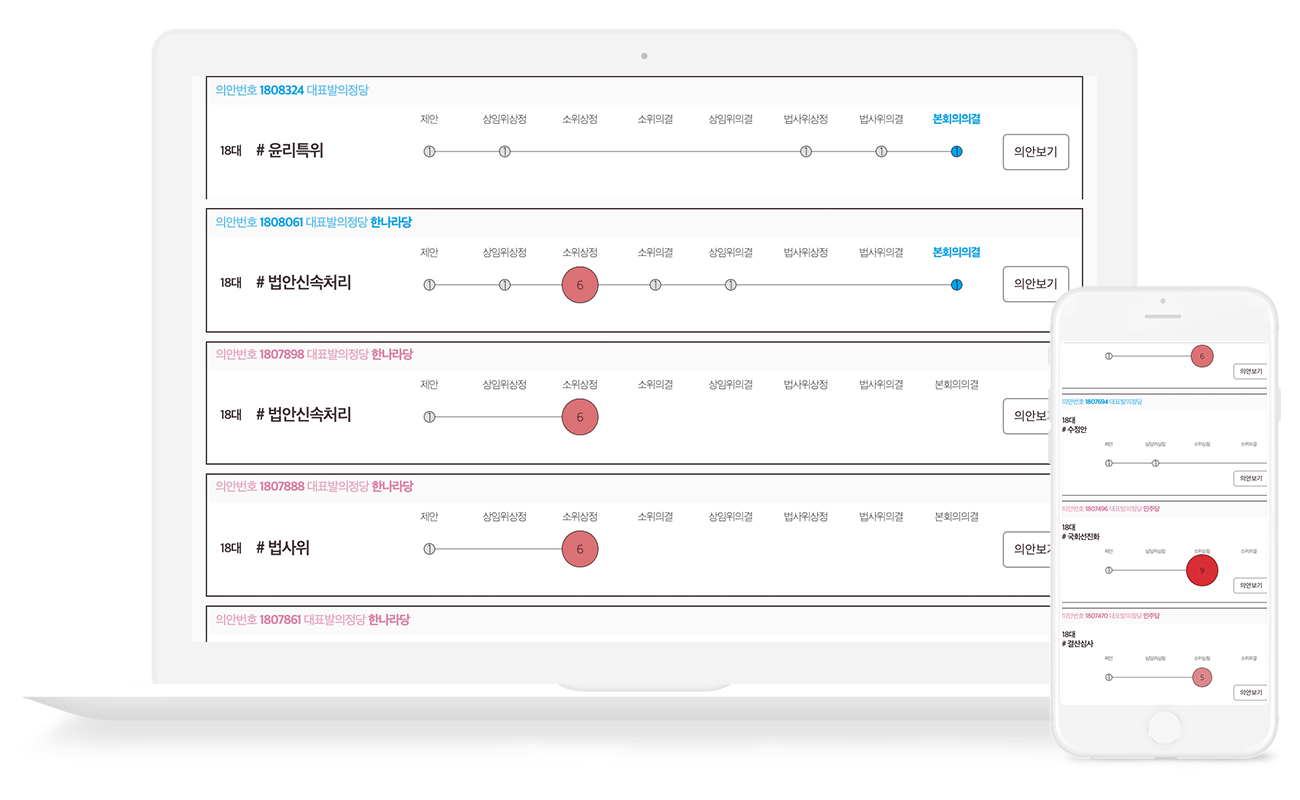 의안번호 1808324 대표발의정당
제안 상임위상정 소위상정 소위의결 상임위의결 법사위상정 법사위의결 본회의의결
18대 # 윤리특위 1 1 1 1 1 의안보기
의안번호 1808061 대표발의정당 한나라당
제안 상임위상정 소위상정 소위의결 상임위의결 법사위상정 법사위의결 본회의의결
18대 # 법안신속처리 1 1 6 1 1 1 의안보기
의안번호 1807898 대표발의정당 한나라당
제안 상임위상정 소위상정 소위의결 상임위의결 법사위상정 법사위의결 본회의의결
18대 # 법안신속처리 1 6 의안보
의안번호 1807888 대표발의정당 한나라당
제안 상임위상정 소위상정 소위의결 상임위의결 법사위상정 법사위의결 본회의의결
18대 # 법사위 1 6 의안보
의안번호 1807861 대표발의정당 한나라당
1 6
의안보기
의안번호 1807694 대표발의정당
18대
# 수정안
제안 상임위상정 소위상정 소위의결
1 1
의안보기
의안번호 1807496 대표발의정당 민주당
18대
# 국회선진화
제안 상임위상정 소위상정 소위의결
1 9
의안보기
의안번호 1807470 대표발의정당 민주당
18대
# 결산심사
제안 상임위상정 소위상정 소위의결
1 5
의안보기